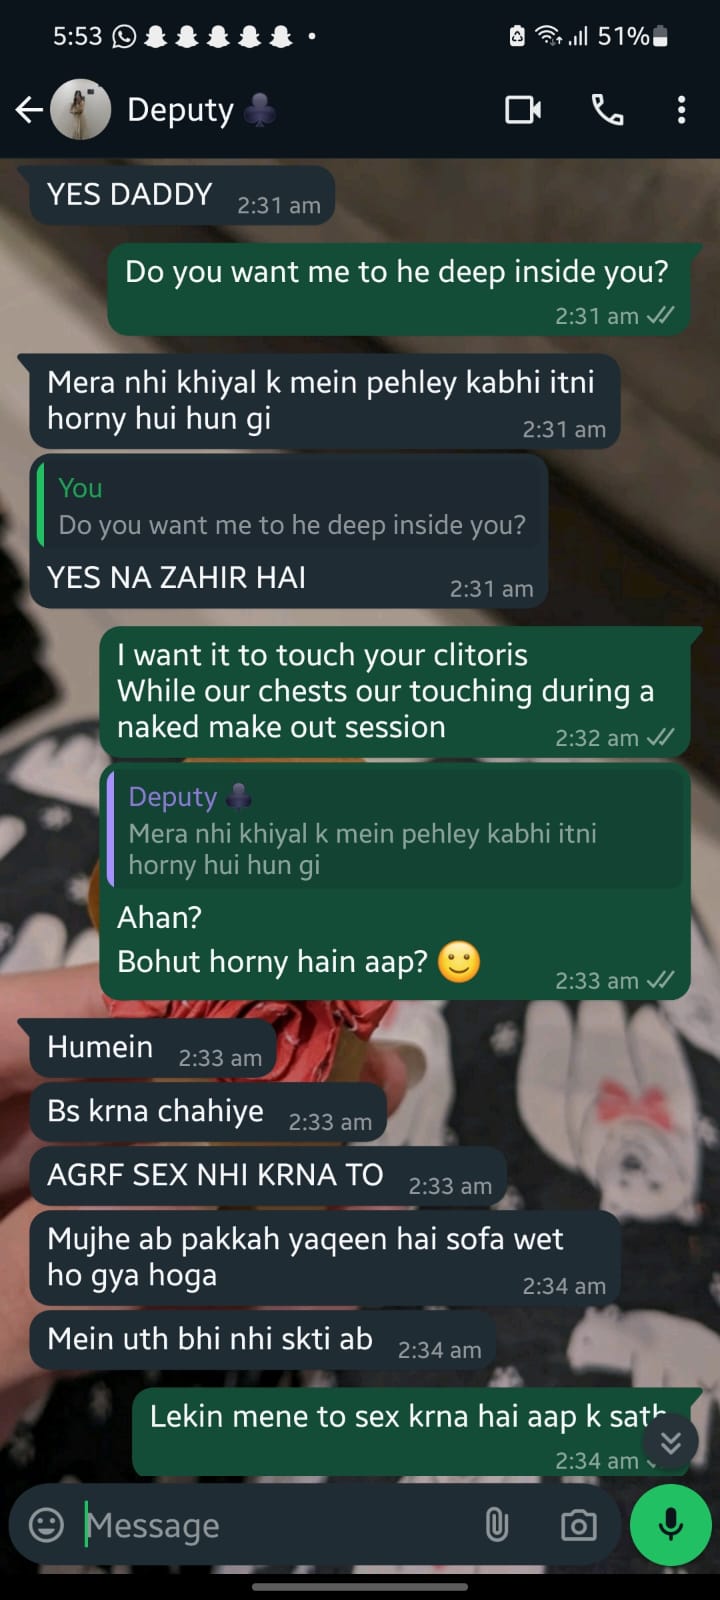 5:53
51%
Deputy
YES DADDY
2:31 am
Do you want me to he deep inside you?
2:31 am
Mera nhi khiyal k mein pehley kabhi itni
horny hui hun gi
2:31 am
You
Do you want me to he deep inside you?
YES NA ZAHIR HAI
2:31 am
I want it to touch your clitoris
While our chests our touching during a
naked make out session
2:32 am
Deputy
Mera nhi khiyal k mein pehley kabhi itni
horny hui hun gi
Ahan?
Bohut horny hain aap? 🙂
2:33 am
Humein
2:33 am
Bs krna chahiye
2:33 am
AGRF SEX NHI KRNA TO
2:33 am
Mujhe ab pakkah yaqeen hai sofa wet
ho gya hoga
2:34 am
Mein uth bhi nhi skti ab
2:34 am
Lekin mene to sex krna hai aap k sath
2:34 am
Message